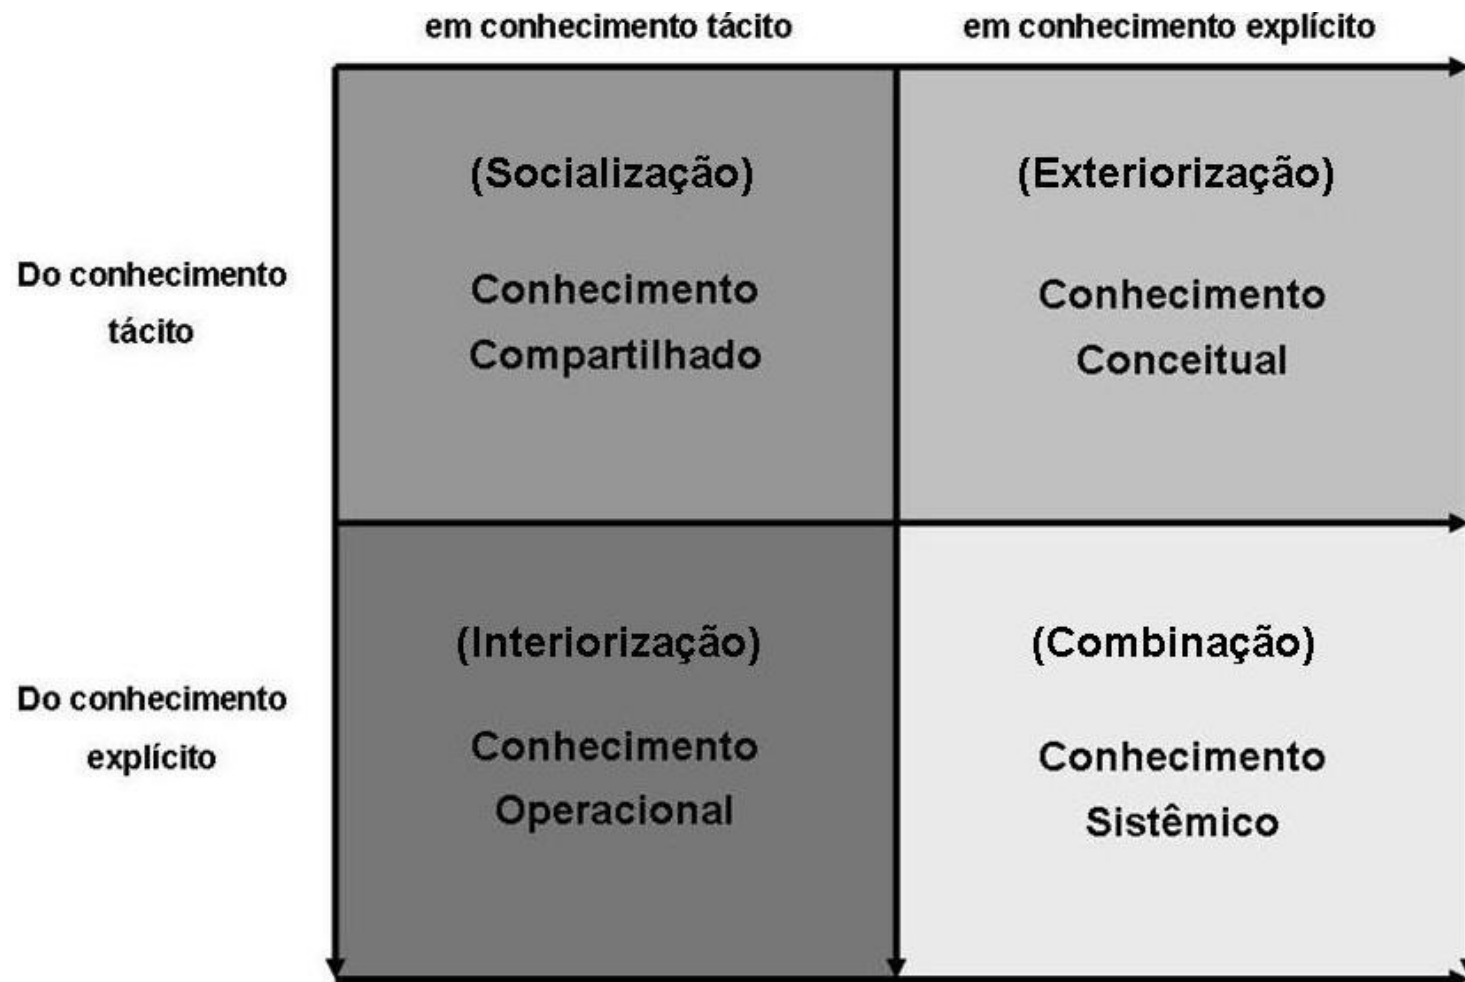 em conhecimento tácito
em conhecimento explícito
Do conhecimento
tácito
(Socialização)
Conhecimento
Compartilhado
(Exteriorização)
Conhecimento
Conceitual
Do conhecimento
explícito
(Interiorização)
Conhecimento
Operacional
(Combinação)
Conhecimento
Sistêmico